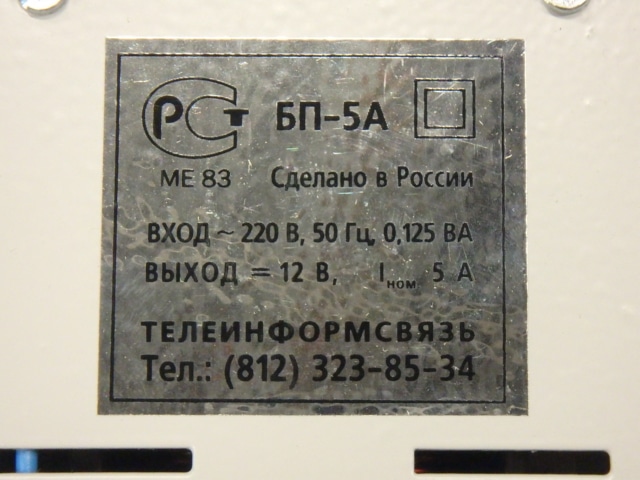 РСТ БП-5А
МЕ 83 Сделано в России
ВХОД ~ 220 В, 50 Гц, 0,125 ВА
ВЫХОД = 12 В, Iном. 5 А
ТЕЛЕИНФОРМСВЯЗЬ
Тел.: (812) 323-85-34